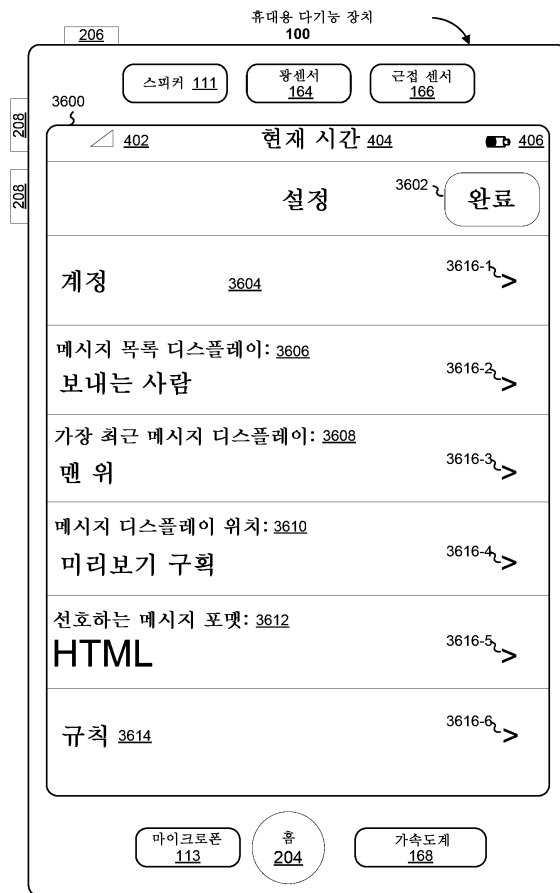 휴대용 다기능 장치
100
206
스피커 111
광센서
164
근접 센서
166
208
208
3600
402
현재 시간 404
406
설정
3602
완료
계정
3604
3616-1
>
메시지 목록 디스플레이: 3606
보내는 사람
3616-2
>
가장 최근 메시지 디스플레이: 3608
맨 위
3616-3
>
메시지 디스플레이 위치: 3610
미리보기 구획
3616-4
>
선호하는 메시지 포맷: 3612
HTML
3616-5
>
규칙 3614
3616-6
>
마이크로폰
113
홈
204
가속도계
168